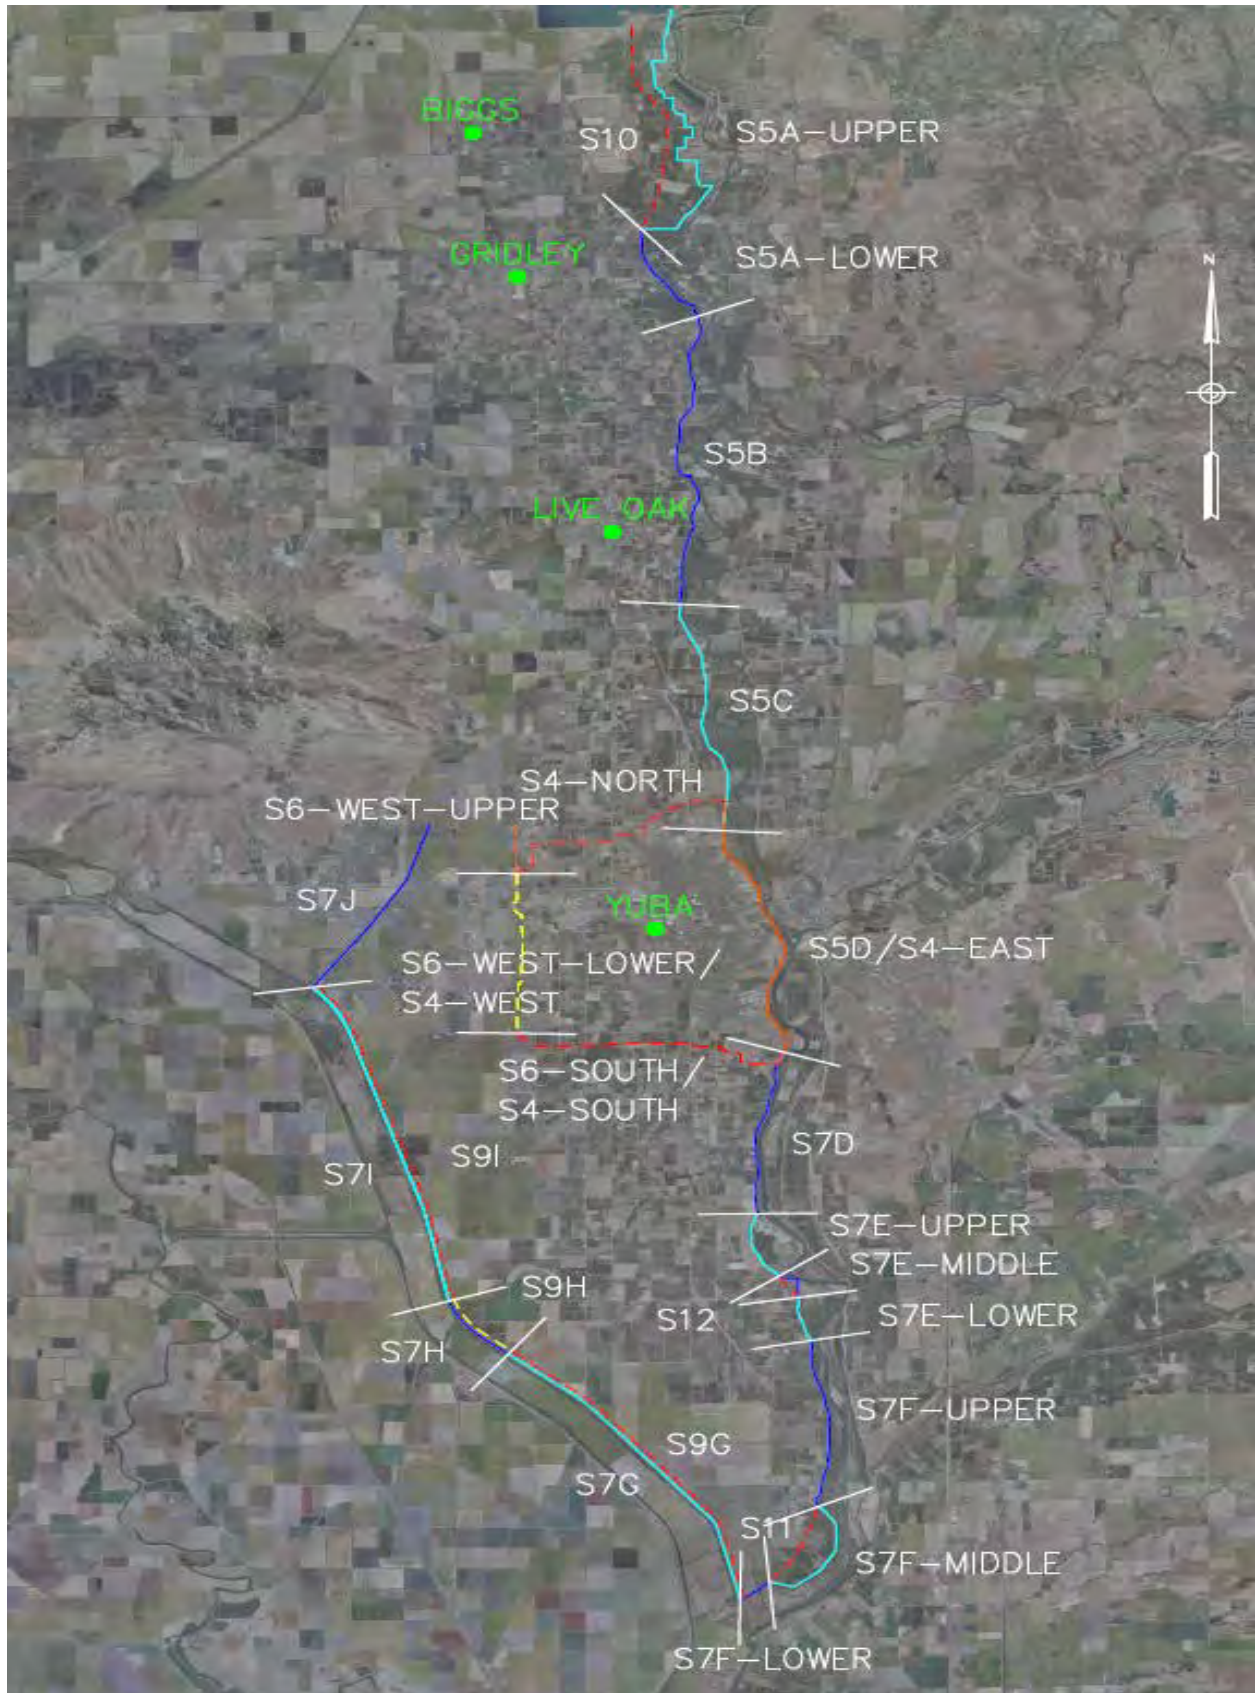 BIGGS
S10
S5A-UPPER
GRIDLEY
S5A-LOWER
N
S5B
LIVE OAK
S5C
S4-NORTH
S6-WEST-UPPER
S7J
YUBA
S5D/S4-EAST
S6-WEST-LOWER/
S4-WEST
S6-SOUTH/
S4-SOUTH
S7D
S9I
S7I
S7E-UPPER
S7E-MIDDLE
S9H
S12
S7E-LOWER
S7H
S7F-UPPER
S9G
S7G
S11
S7F-MIDDLE
S7F-LOWER